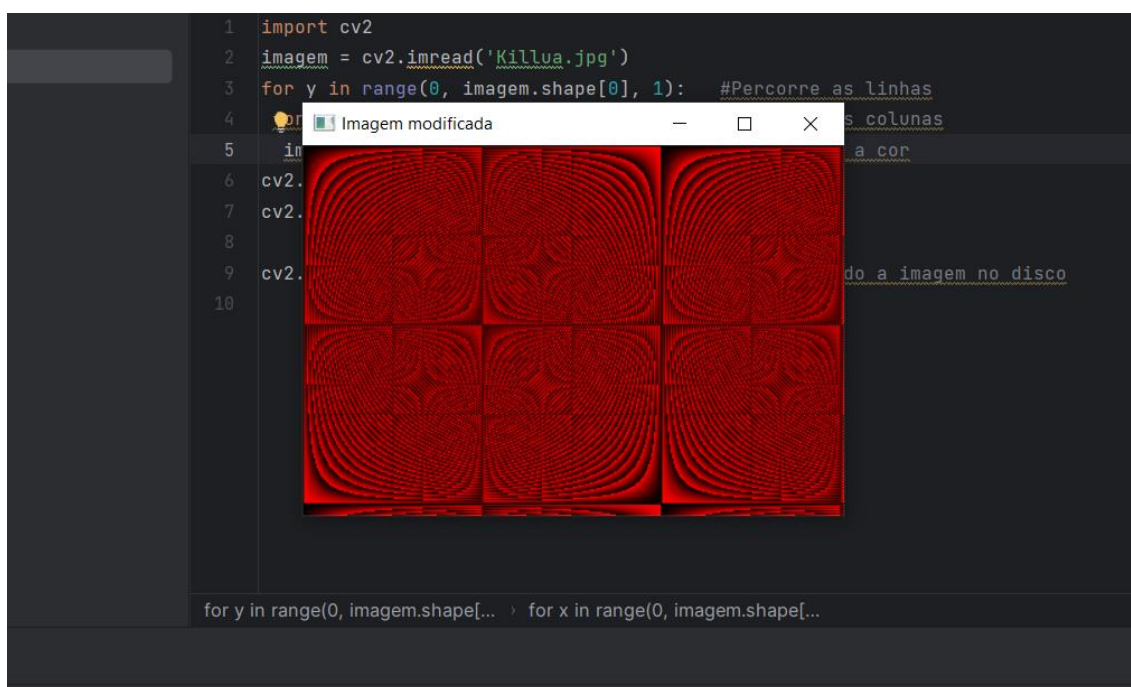 1 import cv2
2 imagem = cv2.imread('Killua.jpg')
3 for y in range(0, imagem.shape[0], 1): #Percorre as linhas
4 colunas
Imagem modificada
5 im a cor
6 cv2.
7 cv2.
8
9 cv2. a imagem no disco
10
for y in range(0, imagem.shape[... › for x in range(0, imagem.shape[...